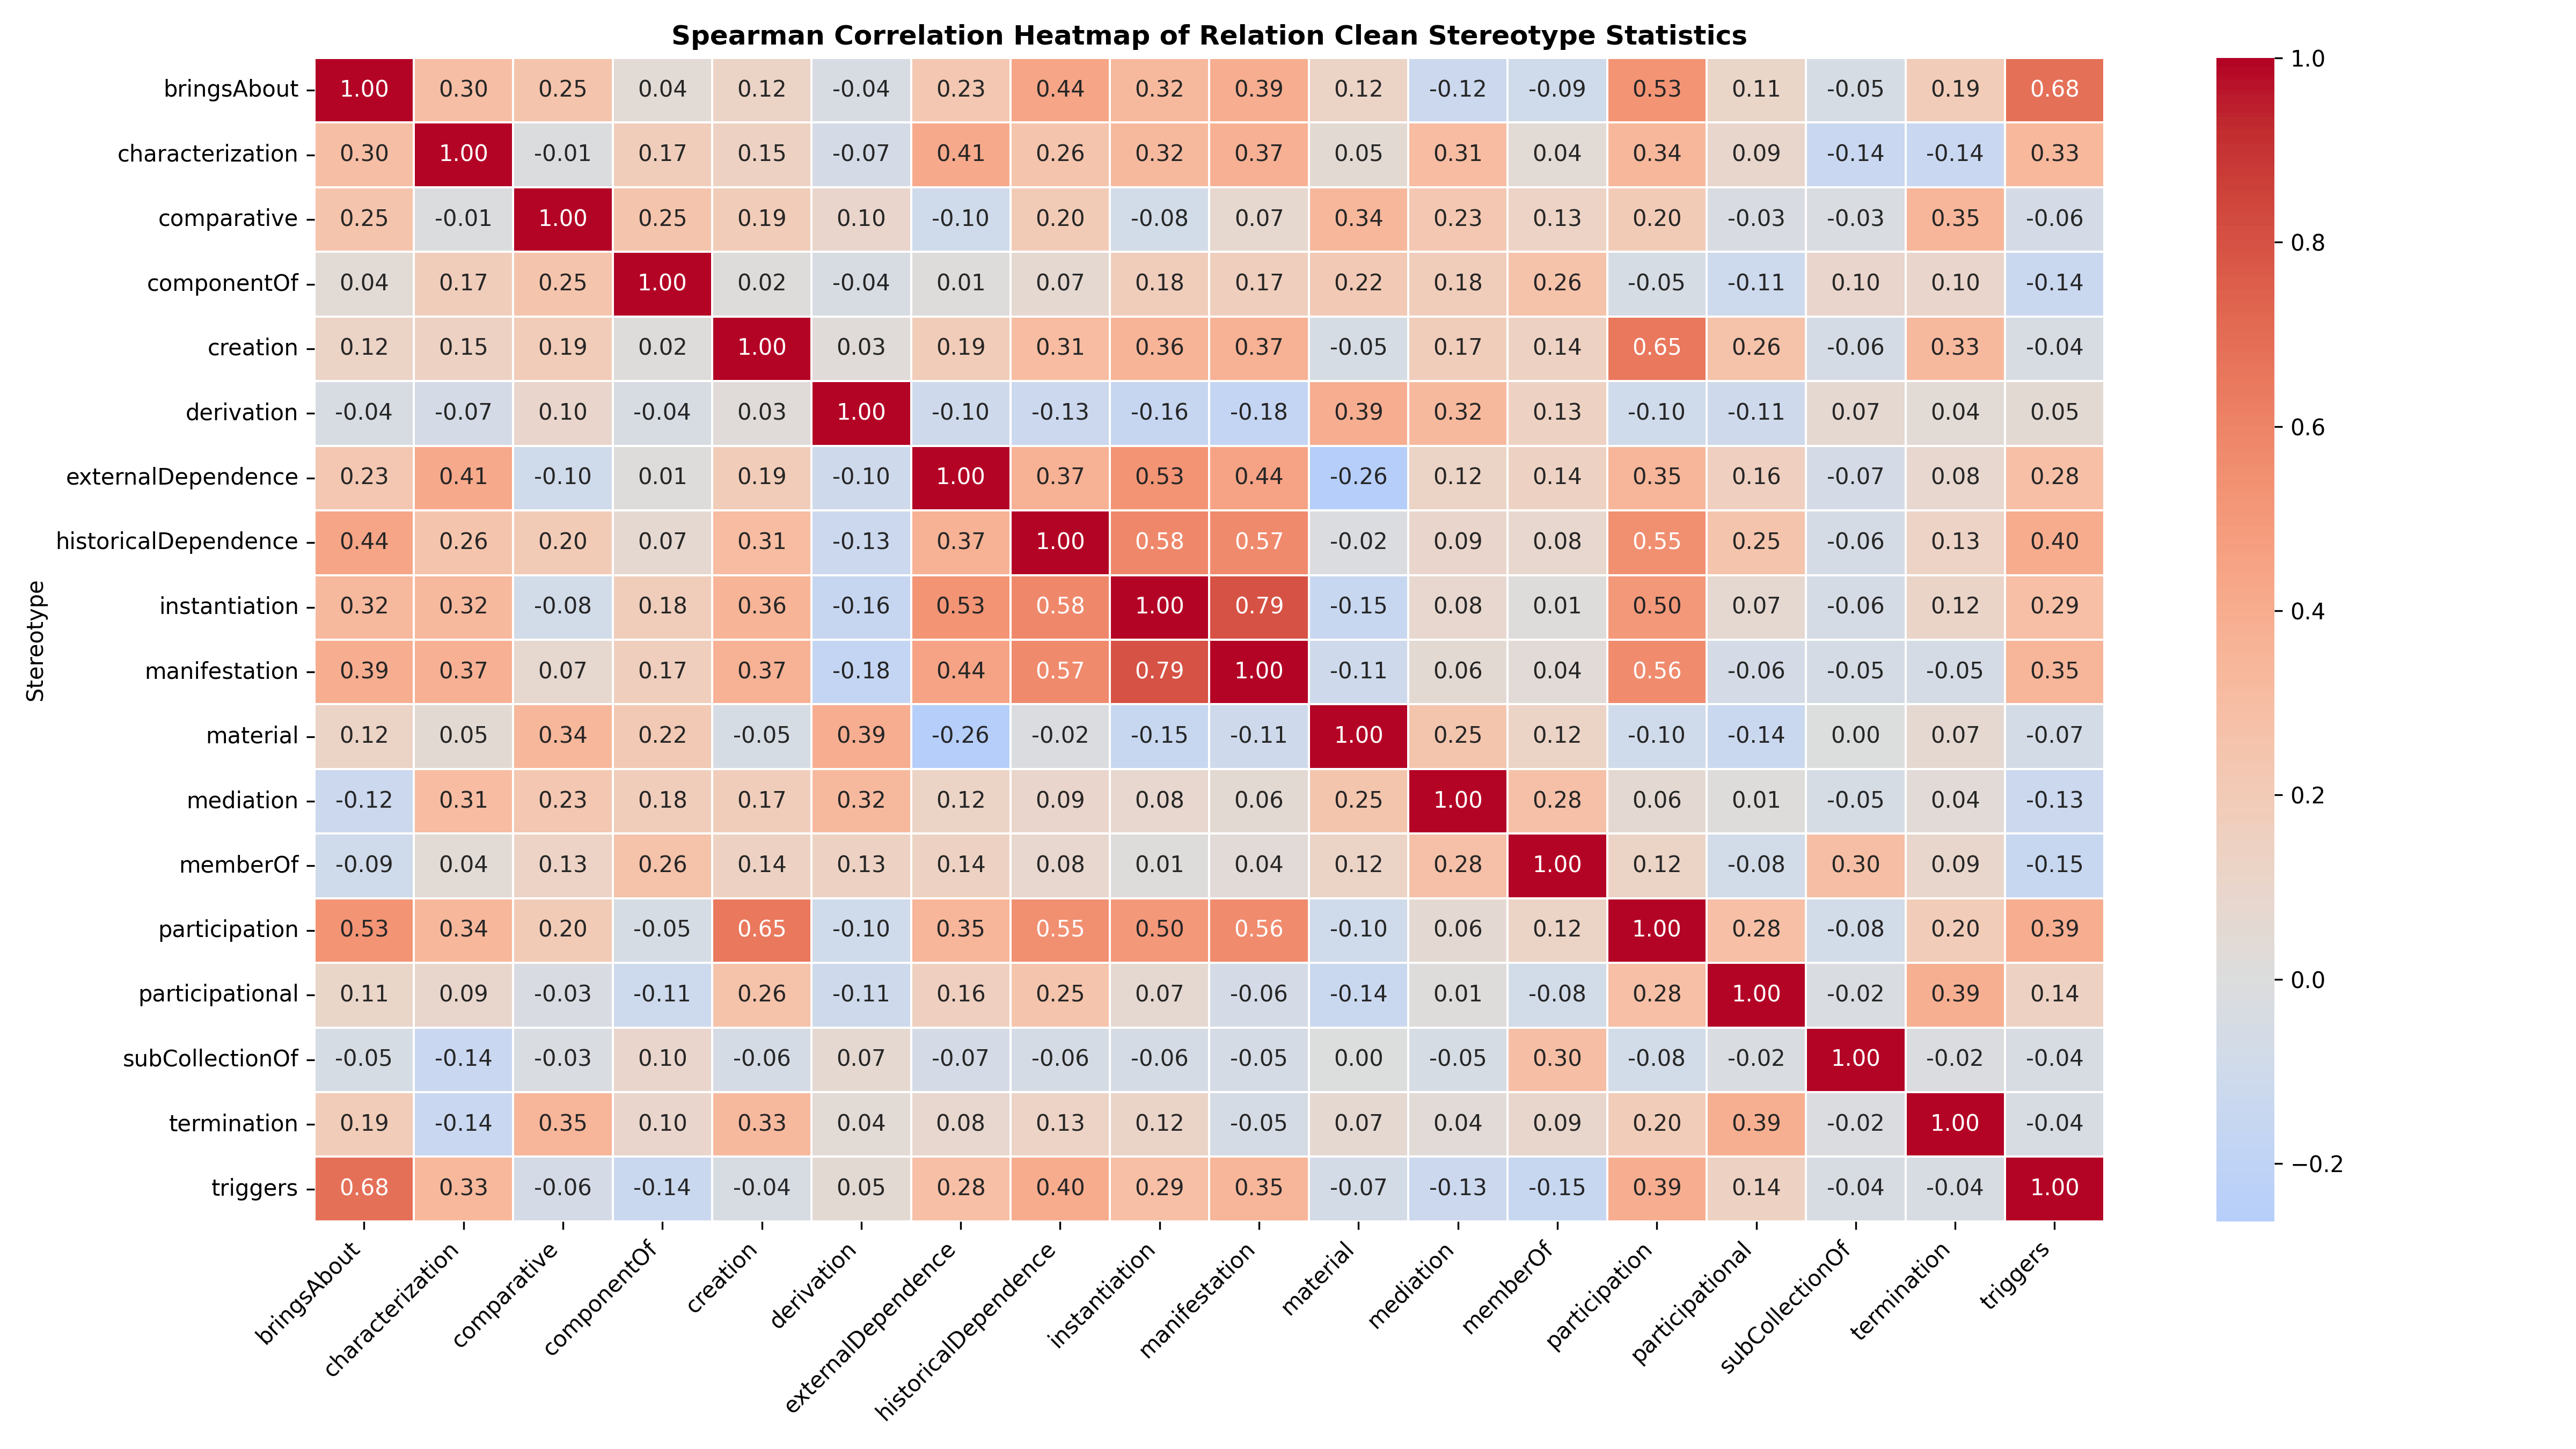 Spearman Correlation Heatmap of Relation Clean Stereotype Statistics
Stereotype
bringsAbout 1.00 0.30 0.25 0.04 0.12 -0.04 0.23 0.44 0.32 0.39 0.12 -0.12 -0.09 0.53 0.11 -0.05 0.19 0.68
characterization 0.30 1.00 -0.01 0.17 0.15 -0.07 0.41 0.26 0.32 0.37 0.05 0.31 0.04 0.34 0.09 -0.14 -0.14 0.33
comparative 0.25 -0.01 1.00 0.25 0.19 0.10 -0.10 0.20 -0.08 0.07 0.34 0.23 0.13 0.20 -0.03 -0.03 0.35 -0.06
componentOf 0.04 0.17 0.25 1.00 0.02 -0.04 0.01 0.07 0.18 0.17 0.22 0.18 0.26 -0.05 -0.11 0.10 0.10 -0.14
creation 0.12 0.15 0.19 0.02 1.00 0.03 0.19 0.31 0.36 0.37 -0.05 0.17 0.14 0.65 0.26 -0.06 0.33 -0.04
derivation -0.04 -0.07 0.10 -0.04 0.03 1.00 -0.10 -0.13 -0.16 -0.18 0.39 0.32 0.13 -0.10 -0.11 0.07 0.04 0.05
externalDependence 0.23 0.41 -0.10 0.01 0.19 -0.10 1.00 0.37 0.53 0.44 -0.26 0.12 0.14 0.35 0.16 -0.07 0.08 0.28
historicalDependence 0.44 0.26 0.20 0.07 0.31 -0.13 0.37 1.00 0.58 0.57 -0.02 0.09 0.08 0.55 0.25 -0.06 0.13 0.40
instantiation 0.32 0.32 -0.08 0.18 0.36 -0.16 0.53 0.58 1.00 0.79 -0.15 0.08 0.01 0.50 0.07 -0.06 0.12 0.29
manifestation 0.39 0.37 0.07 0.17 0.37 -0.18 0.44 0.57 0.79 1.00 -0.11 0.06 0.04 0.56 -0.06 -0.05 -0.05 0.35
material 0.12 0.05 0.34 0.22 -0.05 0.39 -0.26 -0.02 -0.15 -0.11 1.00 0.25 0.12 -0.10 -0.14 0.00 0.07 -0.07
mediation -0.12 0.31 0.23 0.18 0.17 0.32 0.12 0.09 0.08 0.06 0.25 1.00 0.28 0.06 0.01 -0.05 0.04 -0.13
memberOf -0.09 0.04 0.13 0.26 0.14 0.13 0.14 0.08 0.01 0.04 0.12 0.28 1.00 0.12 -0.08 0.30 0.09 -0.15
participation 0.53 0.34 0.20 -0.05 0.65 -0.10 0.35 0.55 0.50 0.56 -0.10 0.06 0.12 1.00 0.28 -0.08 0.20 0.39
participational 0.11 0.09 -0.03 -0.11 0.26 -0.11 0.16 0.25 0.07 -0.06 -0.14 0.01 -0.08 0.28 1.00 -0.02 0.39 0.14
subCollectionOf -0.05 -0.14 -0.03 0.10 -0.06 0.07 -0.07 -0.06 -0.06 -0.05 0.00 -0.05 0.30 -0.08 -0.02 1.00 -0.02 -0.04
termination 0.19 -0.14 0.35 0.10 0.33 0.04 0.08 0.13 0.12 -0.05 0.07 0.04 0.09 0.20 0.39 -0.02 1.00 -0.04
triggers 0.68 0.33 -0.06 -0.14 -0.04 0.05 0.28 0.40 0.29 0.35 -0.07 -0.13 -0.15 0.39 0.14 -0.04 -0.04 1.00
bringsAbout
characterization
comparative
componentOf
creation
derivation
externalDependence
historicalDependence
instantiation
manifestation
material
mediation
memberOf
participation
participational
subCollectionOf
termination
triggers
1.0
0.8
0.6
0.4
0.2
0.0
−0.2